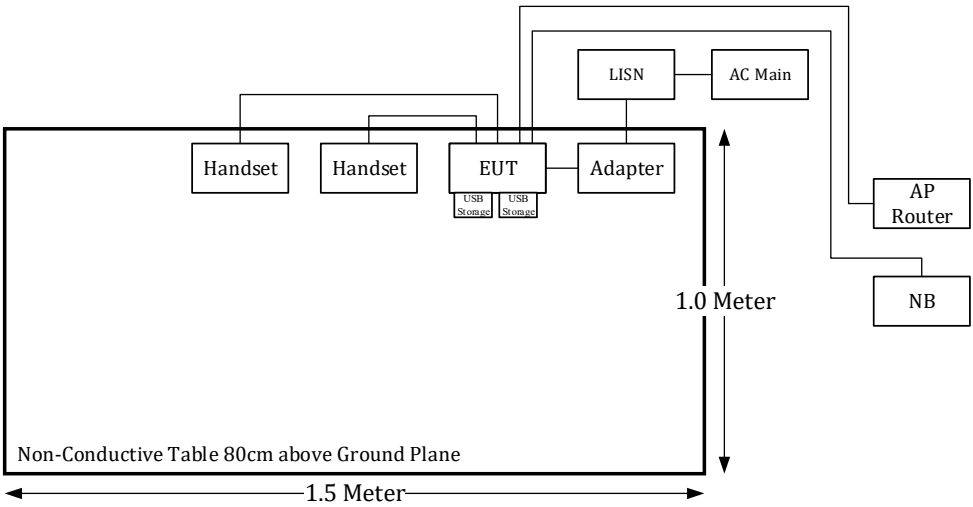 LISN
AC Main
Handset
Handset
EUT
Adapter
USB
Storage
USB
Storage
AP
Router
NB
1.0 Meter
Non-Conductive Table 80cm above Ground Plane
1.5 Meter